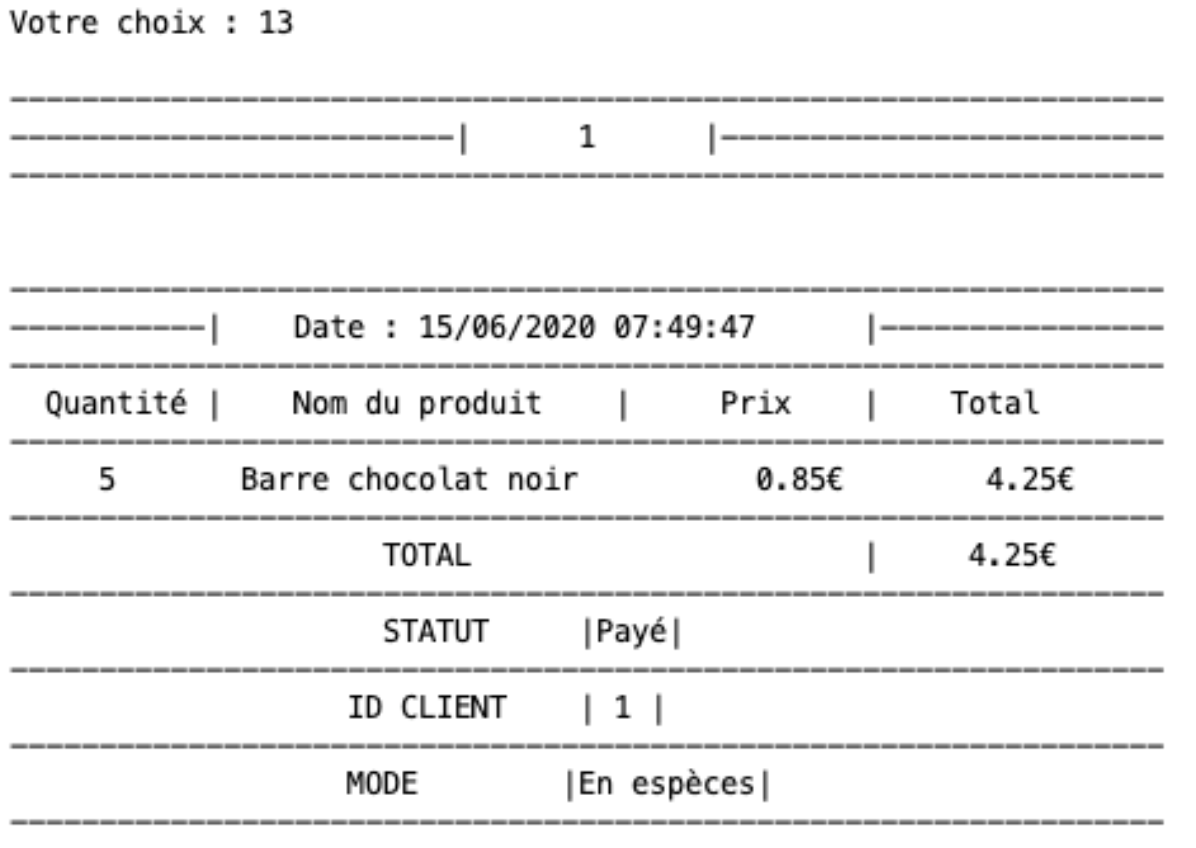 Votre choix : 13
----------------------------------------------------------------
-------------------------| 1 |-------------------------
----------------------------------------------------------------
----------------------------------------------------------------
-----------| Date : 15/06/2020 07:49:47 |----------------
----------------------------------------------------------------
Quantité | Nom du produit | Prix | Total
----------------------------------------------------------------
5 Barre chocolat noir 0.85€ 4.25€
----------------------------------------------------------------
TOTAL | 4.25€
----------------------------------------------------------------
STATUT |Payé|
----------------------------------------------------------------
ID CLIENT | 1 |
----------------------------------------------------------------
MODE |En espèces|
----------------------------------------------------------------